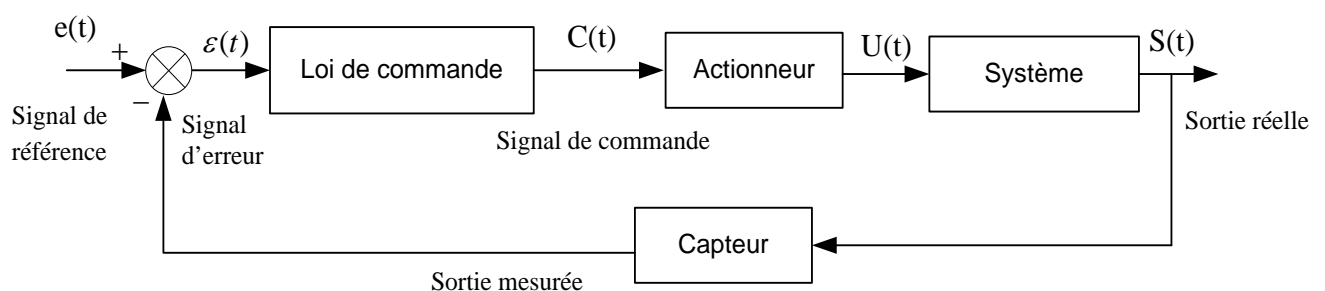 e(t)
+
ε(t)
Loi de commande
C(t)
Actionneur
U(t)
Système
S(t)
−
Signal de
référence
Signal
d’erreur
Signal de commande
Sortie réelle
Capteur
Sortie mesurée